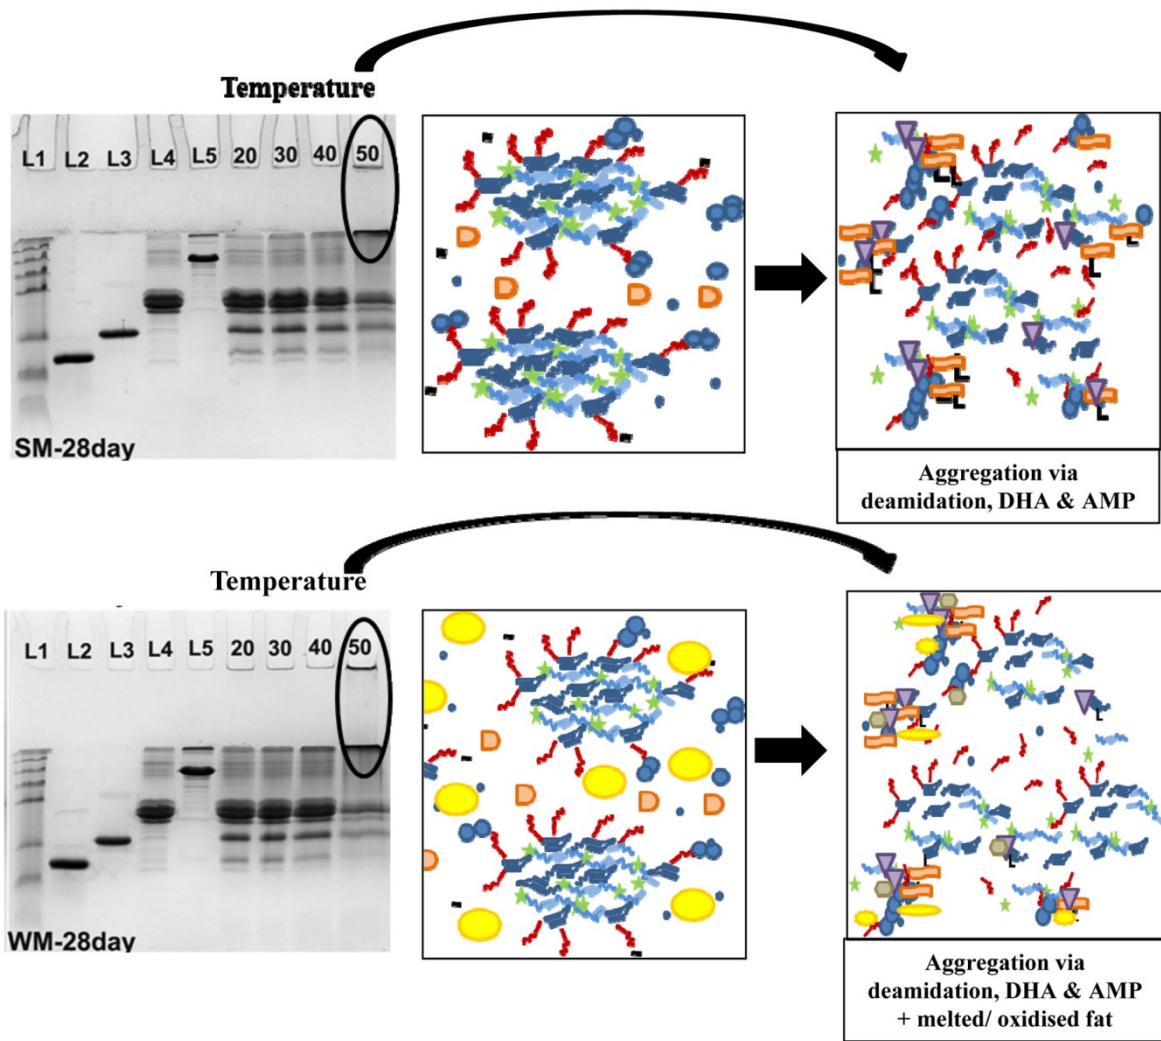 Temperature
L1 L2 L3 L4 L5 20 30 40 50
SM-28day
Aggregation via
deamidation, DHA & AMP
Temperature
L1 L2 L3 L4 L5 20 30 40 50
WM-28day
Aggregation via
deamidation, DHA & AMP
+ melted/ oxidised fat